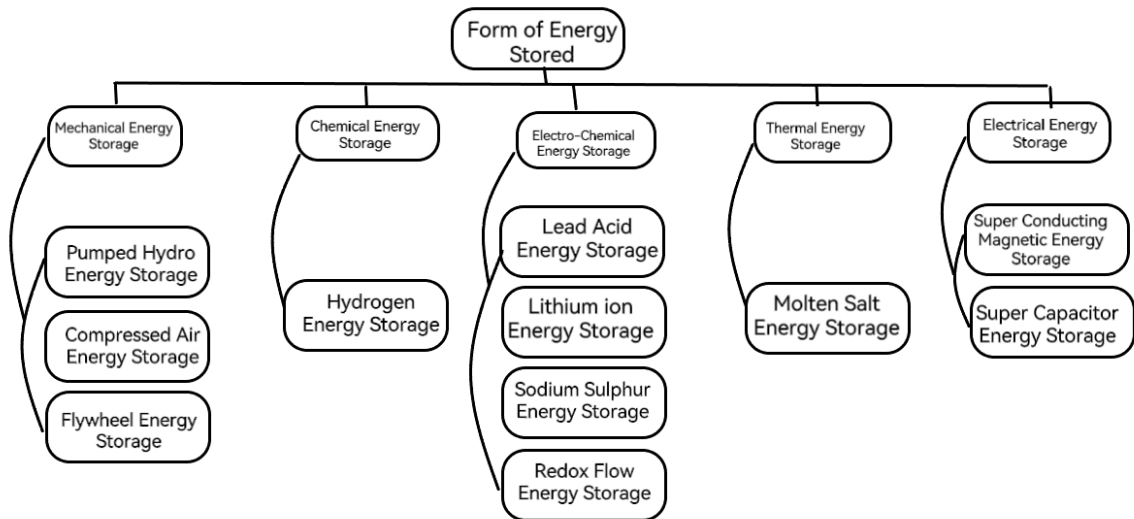 Form of Energy
Stored
Mechanical Energy
Storage
Chemical Energy
Storage
Electro-Chemical
Energy Storage
Thermal Energy
Storage
Electrical Energy
Storage
Pumped Hydro
Energy Storage
Compressed Air
Energy Storage
Flywheel Energy
Storage
Hydrogen
Energy Storage
Lead Acid
Energy Storage
Lithium ion
Energy Storage
Sodium Sulphur
Energy Storage
Redox Flow
Energy Storage
Molten Salt
Energy Storage
Super Conducting
Magnetic Energy
Storage
Super Capacitor
Energy Storage